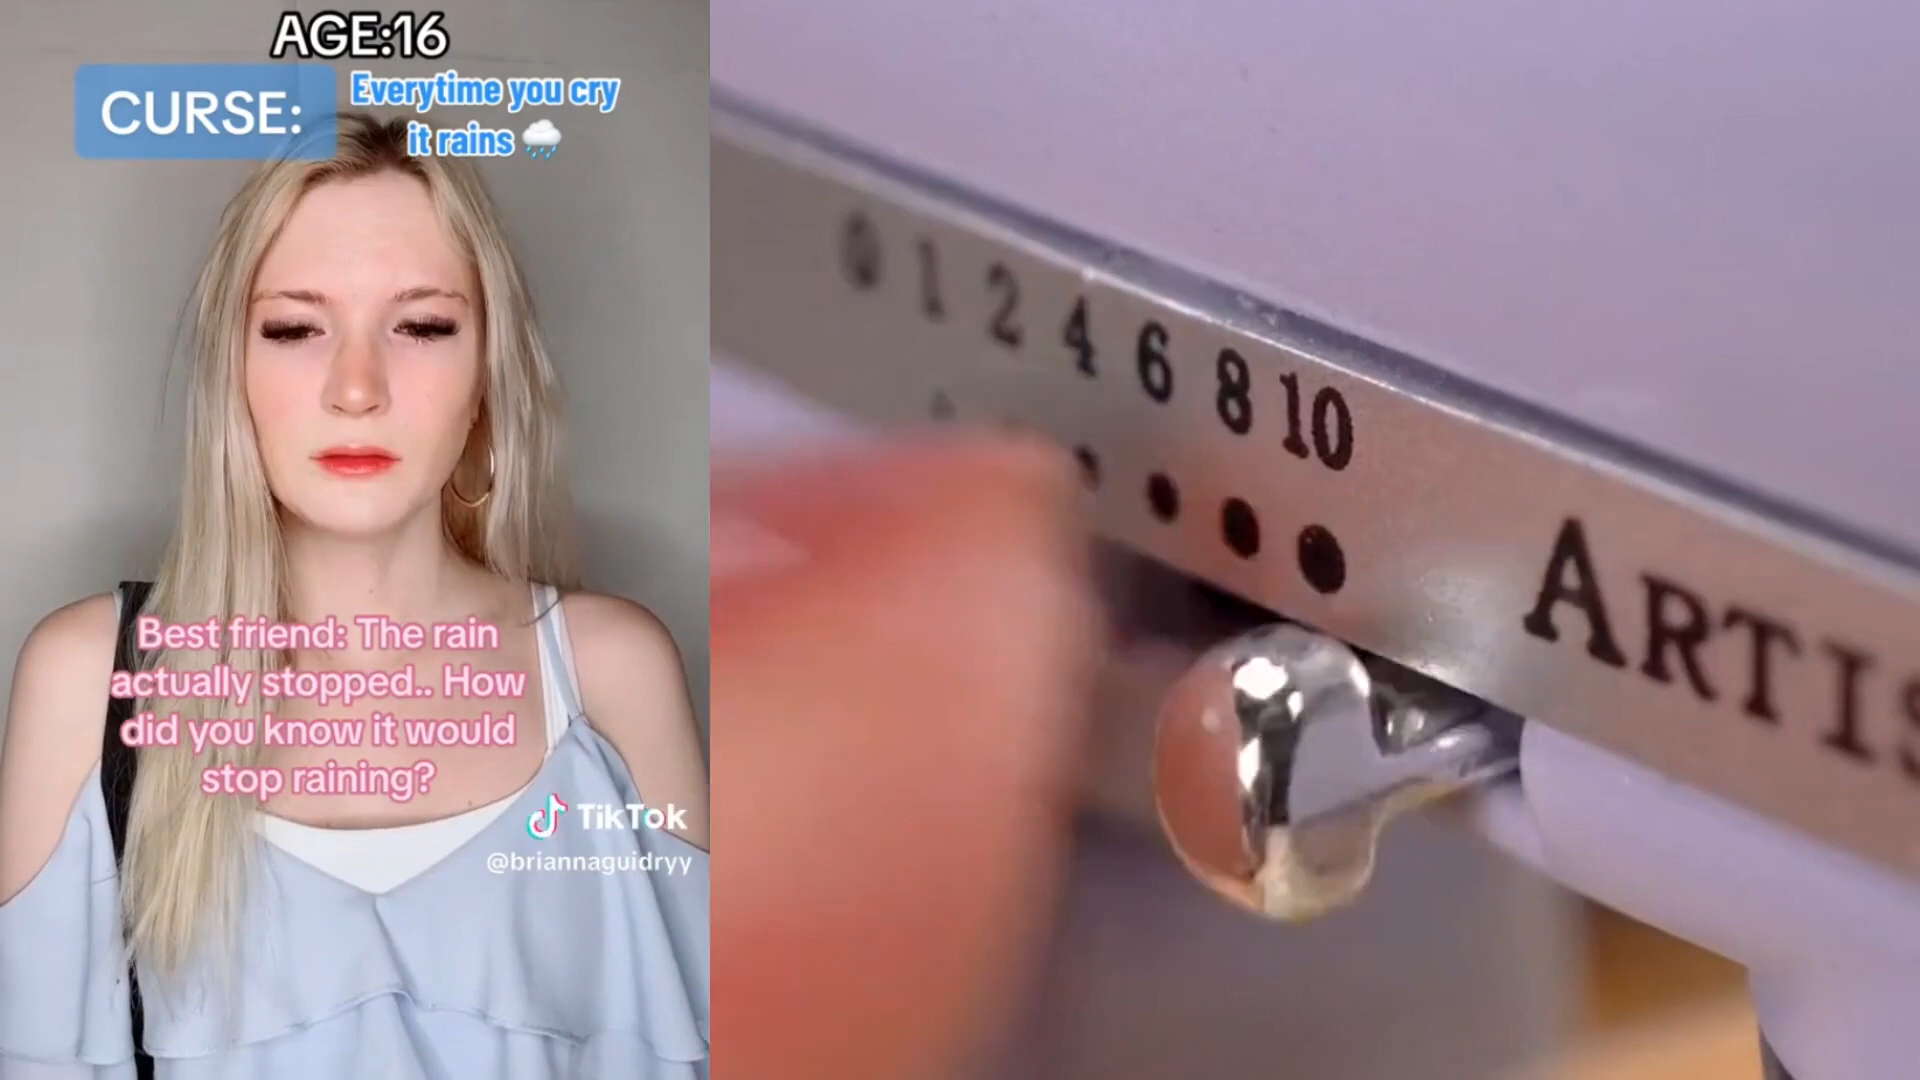 AGE:16
CURSE:
Everytime you cry
it rains 🌧️
Best friend: The rain
actually stopped.. How
did you know it would
stop raining?
TikTok
@briannaguidryy
0 1 2 4 6 8 10
ARTIS